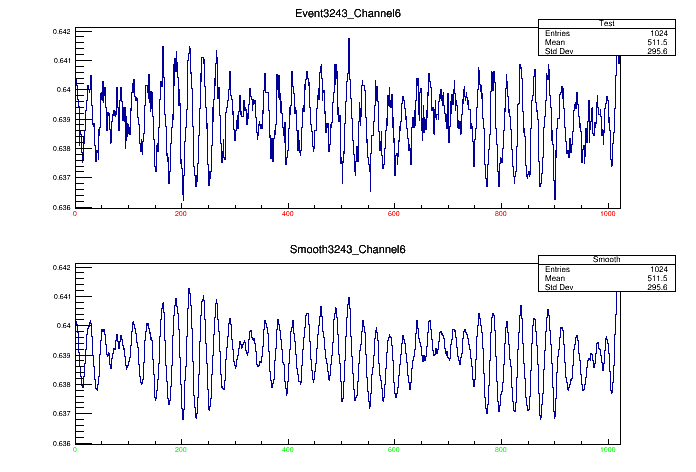 Event3243_Channel6
Test
Entries 1024
Mean 511.5
Std Dev 295.6
0.642
0.641
0.64
0.639
0.638
0.637
0.636
0 200 400 600 800 1000
Smooth3243_Channel6
Smooth
Entries 1024
Mean 511.5
Std Dev 295.6
0.642
0.641
0.64
0.639
0.638
0.637
0.636
0 200 400 600 800 1000